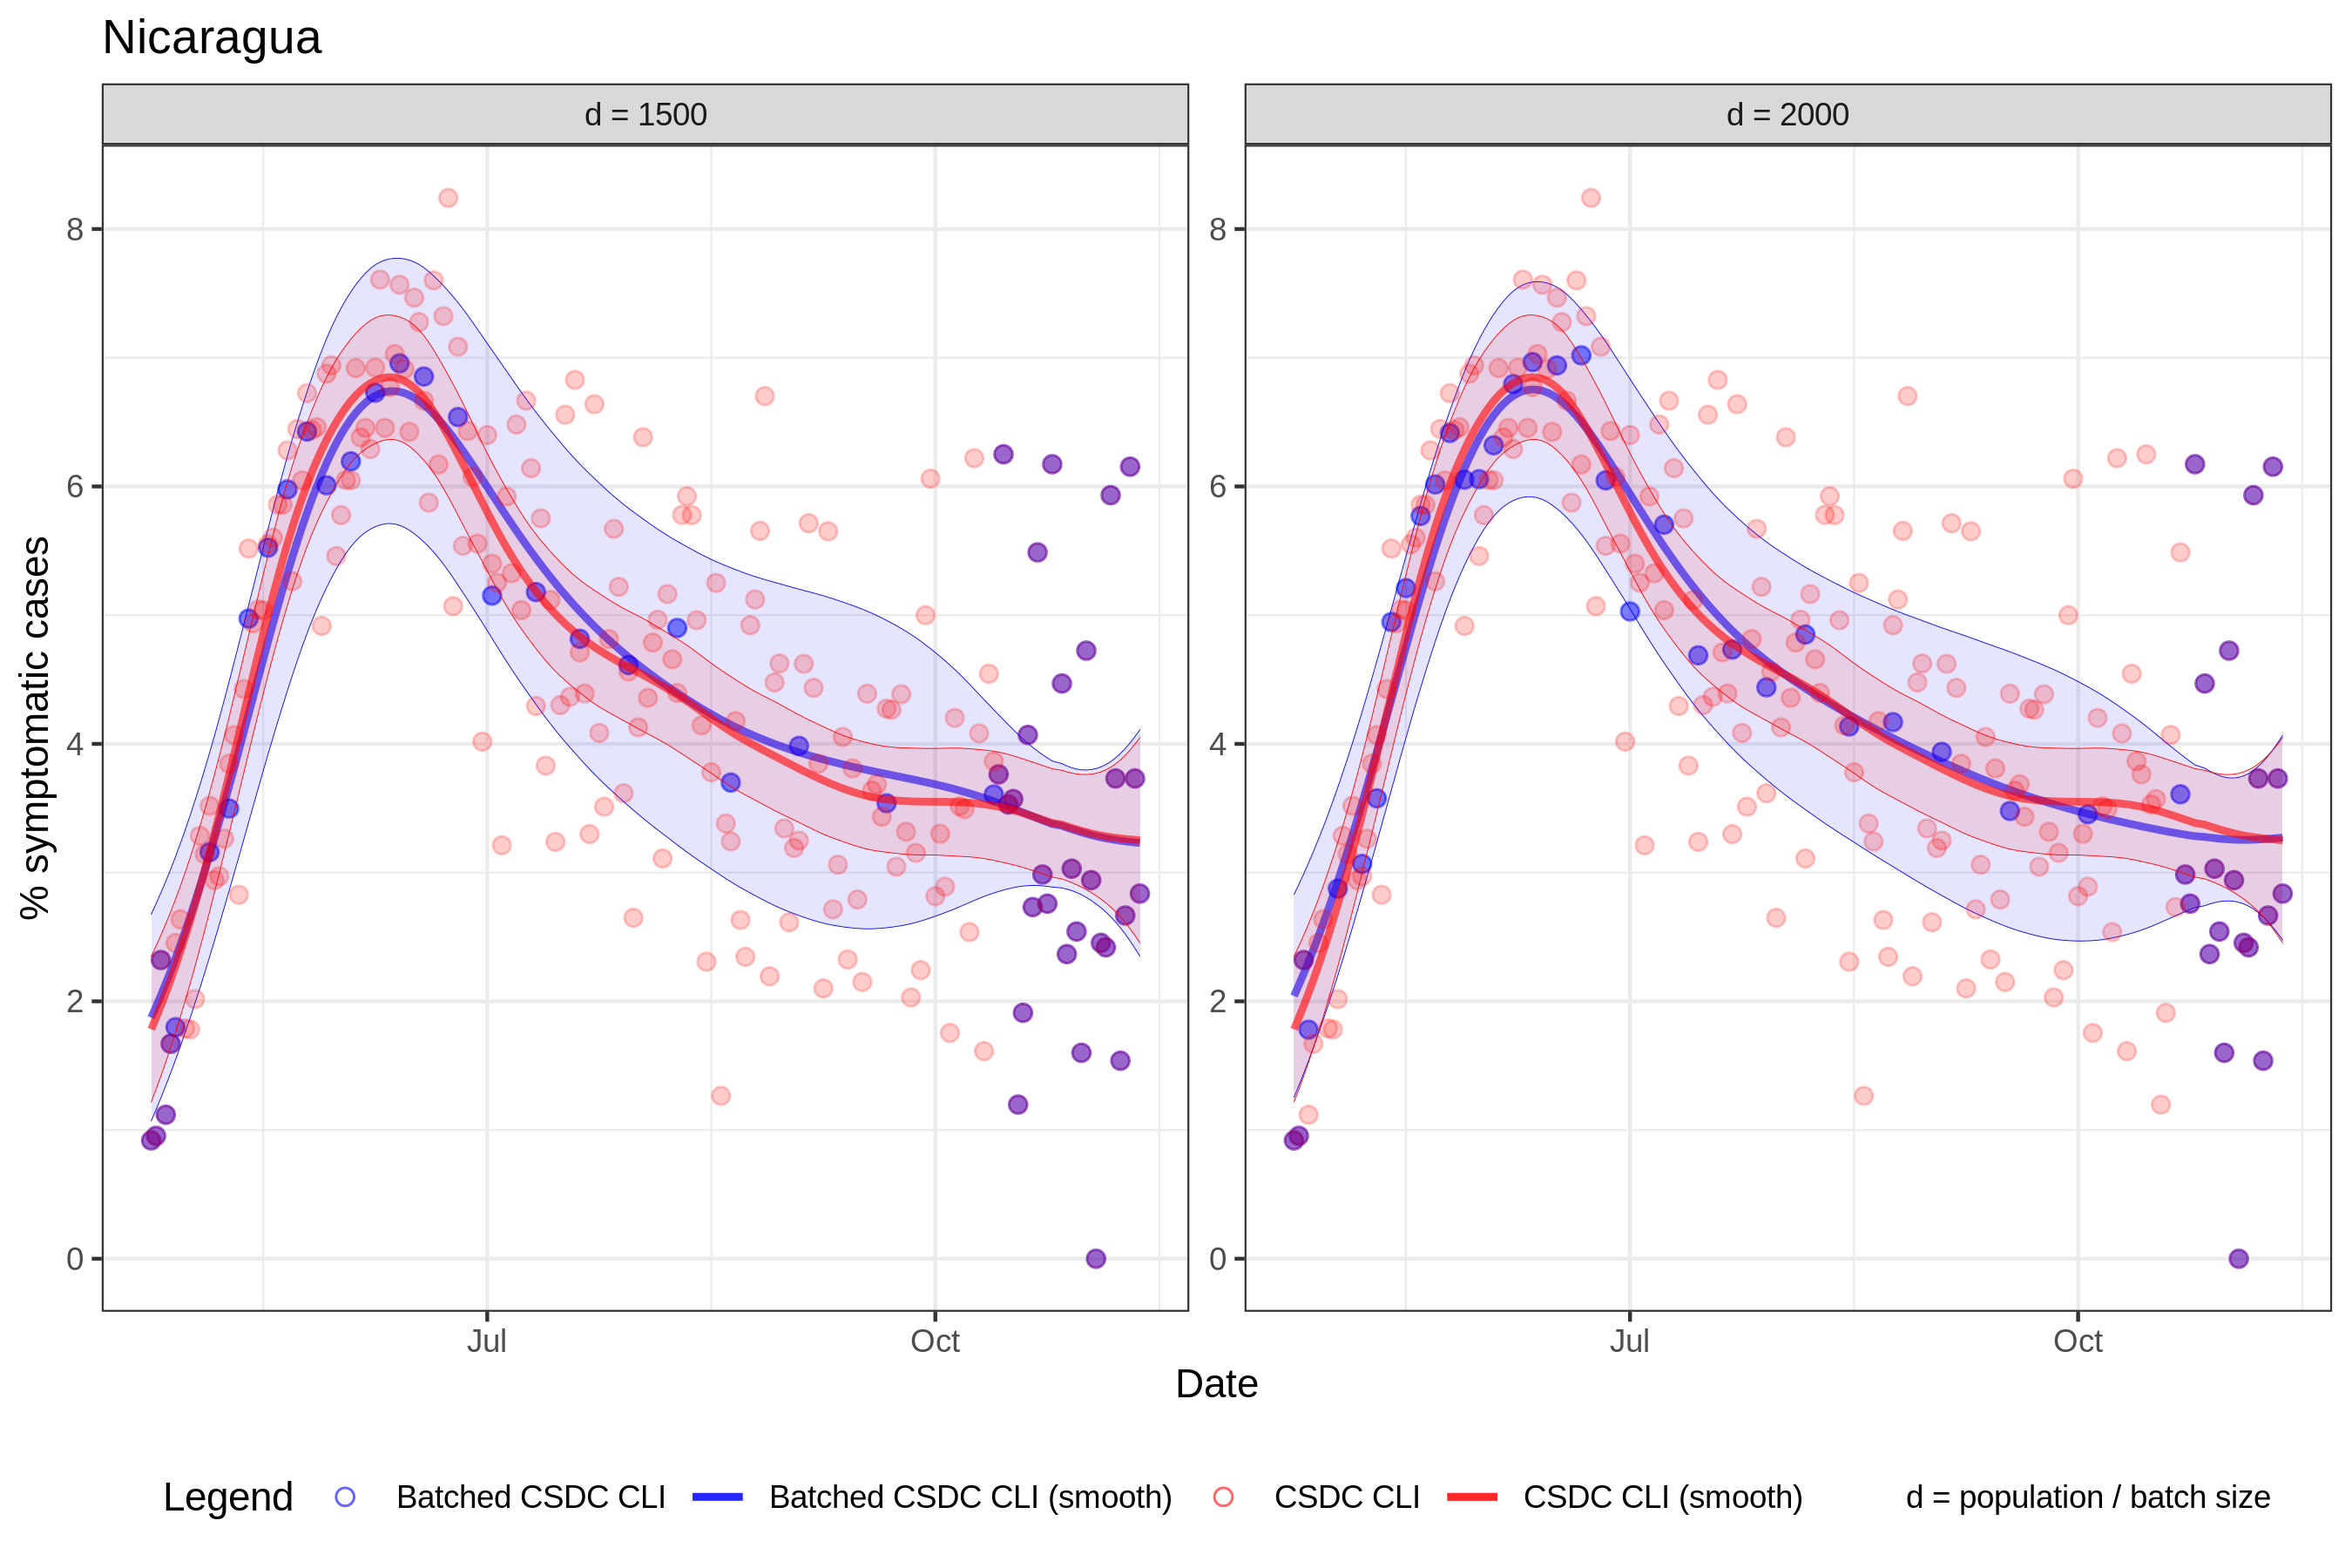 Nicaragua
d = 1500
d = 2000
% symptomatic cases
8
6
4
2
0
8
6
4
2
0
Jul
Oct
Jul
Oct
Date
Legend Batched CSDC CLI Batched CSDC CLI (smooth) CSDC CLI CSDC CLI (smooth) d = population / batch size